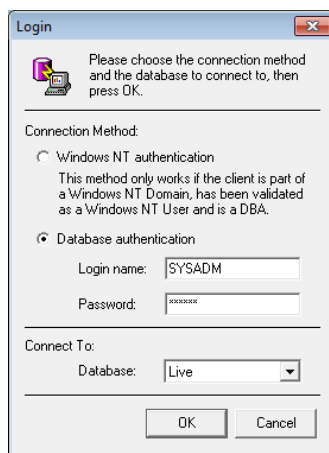 Login
Please choose the connection method
and the database to connect to, then
press OK.
Connection Method:
Windows NT authentication
This method only works if the client is part of
a Windows NT Domain, has been validated
as a Windows NT User and is a DBA.
Database authentication
Login name: SYSADM
Password: ******
Connect To:
Database: Live
OK Cancel